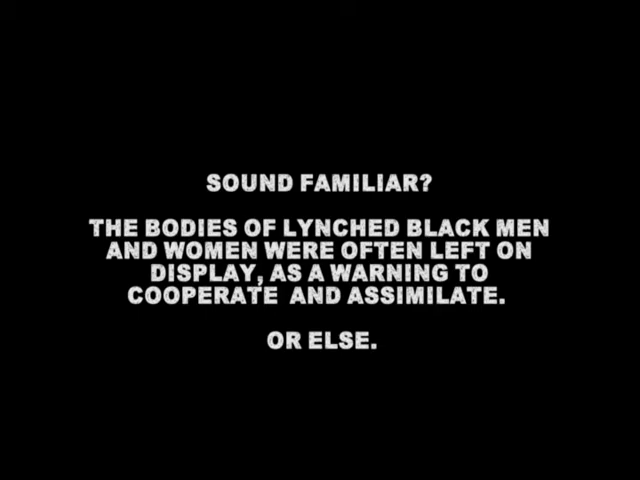 SOUND FAMILIAR?
THE BODIES OF LYNCHED BLACK MEN
AND WOMEN WERE OFTEN LEFT ON
DISPLAY, AS A WARNING TO
COOPERATE AND ASSIMILATE.
OR ELSE.